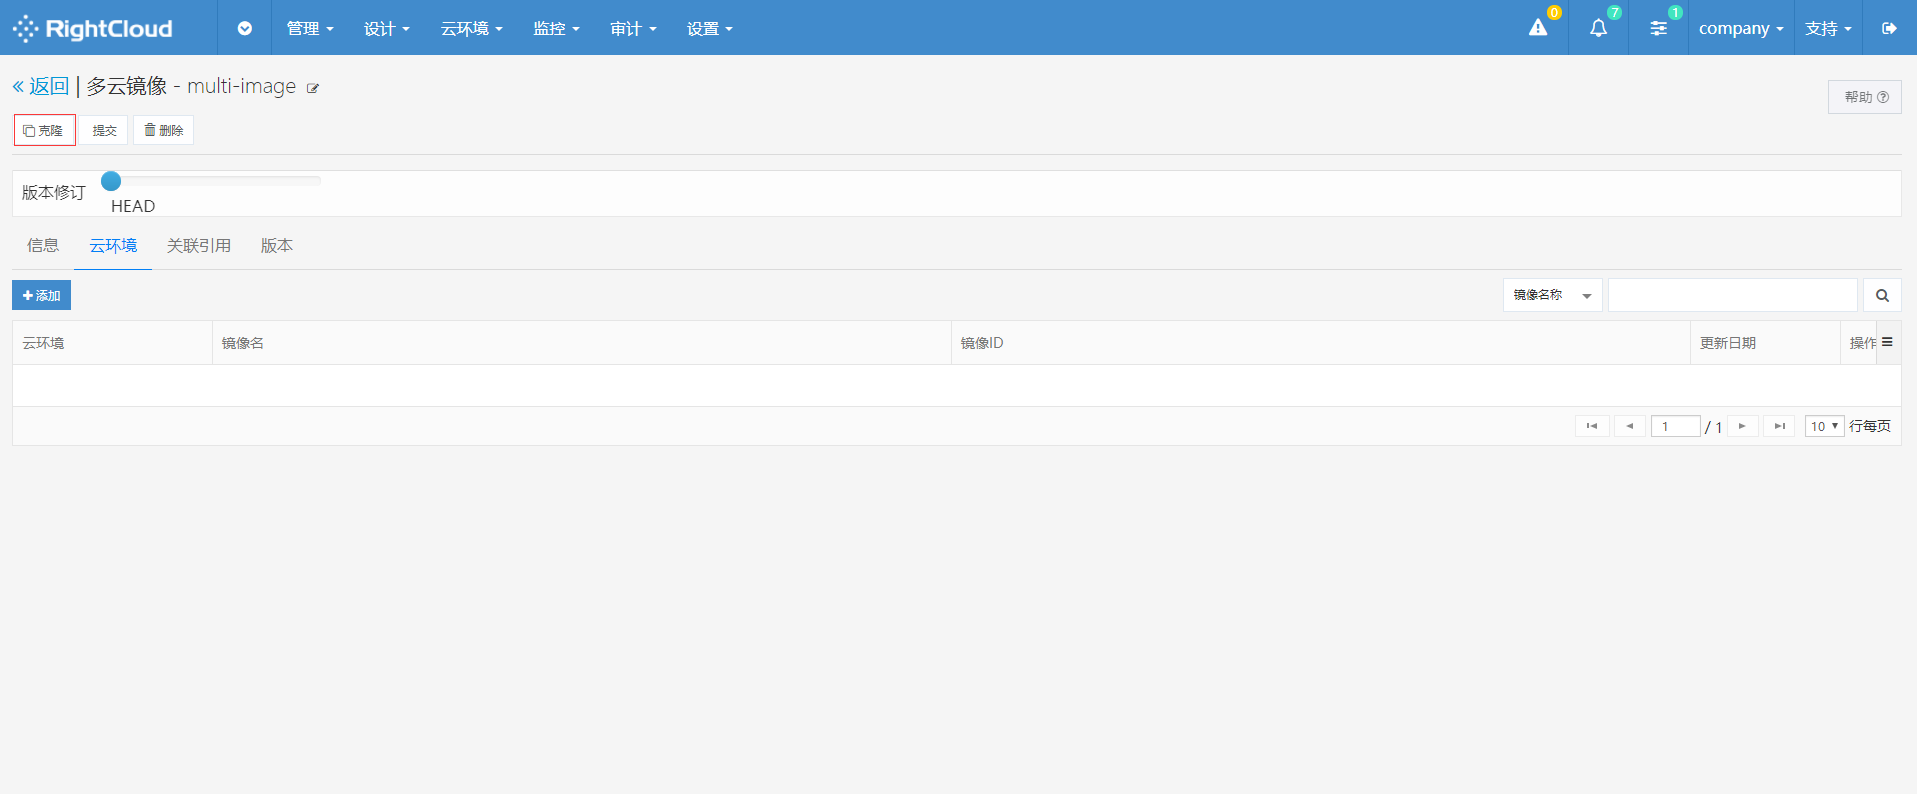 RightCloud 管理 设计 云环境 监控 审计 设置 0 7 1 company 支持
返回 | 多云镜像 - multi-image
帮助
克隆 提交 删除
版本修订
HEAD
信息 云环境 关联引用 版本
添加 镜像名称
云环境 镜像名 镜像ID 更新日期 操作
1 / 1 10 行每页